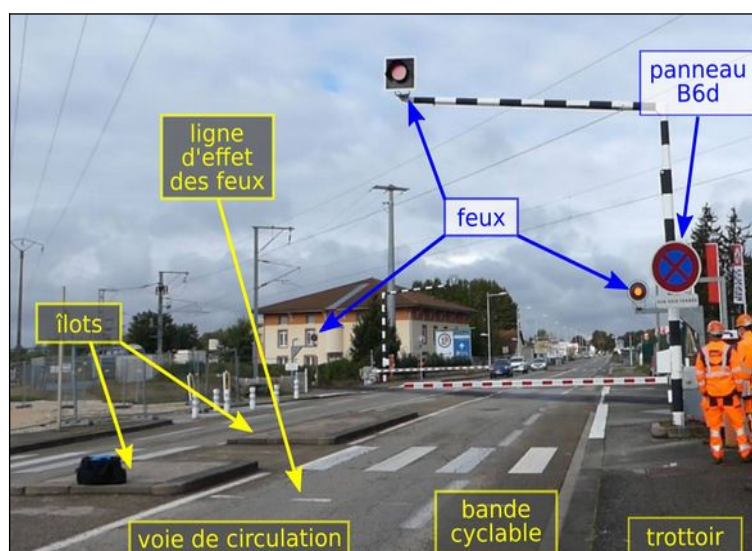 panneau
B6d
ligne
d'effet
des feux
feux
îlots
voie de circulation
bande
cyclable
trottoir